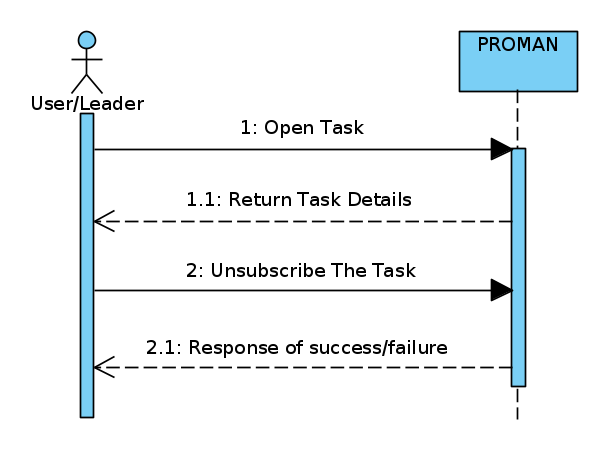 PROMAN
User/Leader
1: Open Task
1.1: Return Task Details
2: Unsubscribe The Task
2.1: Response of success/failure